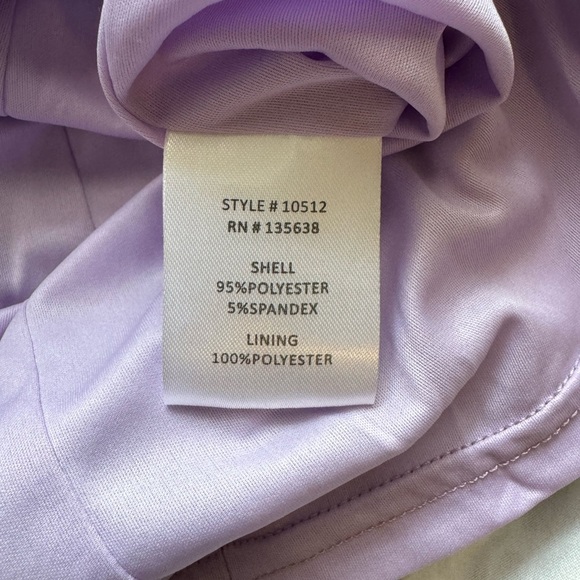 STYLE # 10512
RN # 135638
SHELL
95%POLYESTER
5%SPANDEX
LINING
100%POLYESTER